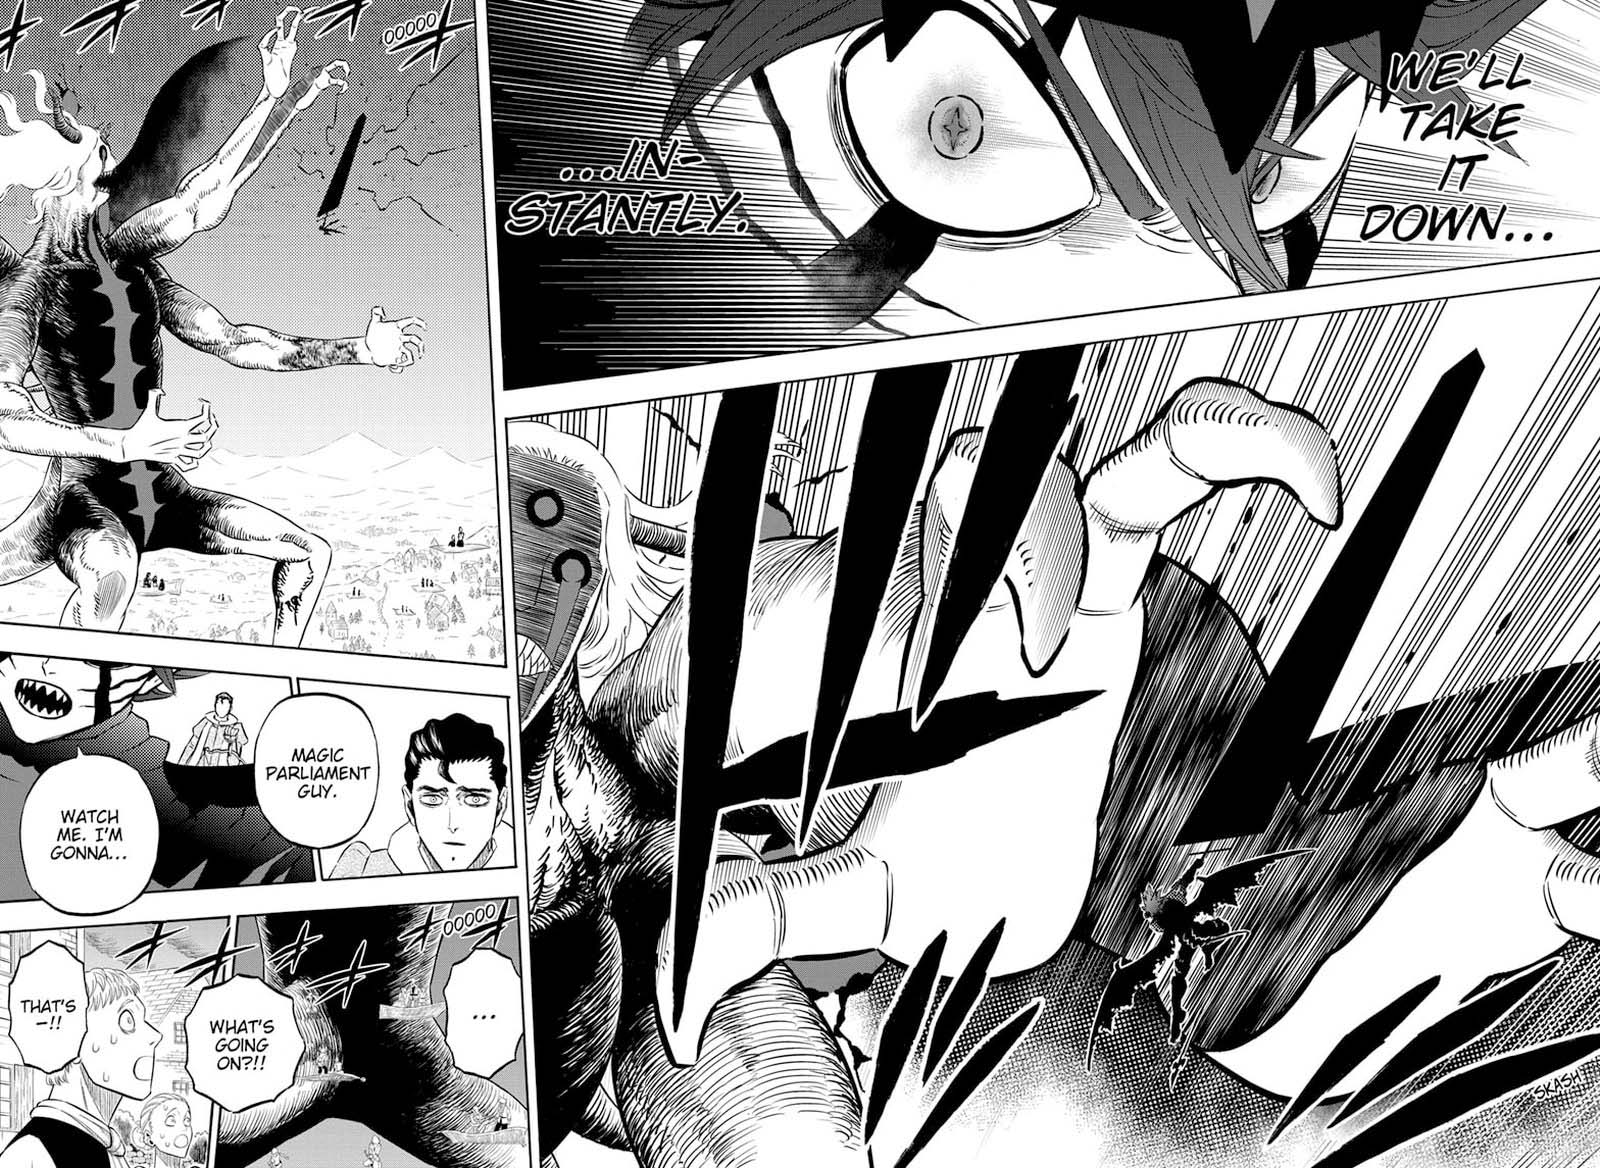 WE'LL
TAKE
IT
DOWN...
...IN-
STANTLY.
SKASH
OOOOO
MAGIC
PARLIAMENT
GUY.
WATCH
ME. I'M
GONNA...
...
OOOOO
WHAT'S
GOING
ON?!!
THAT'S
-!!